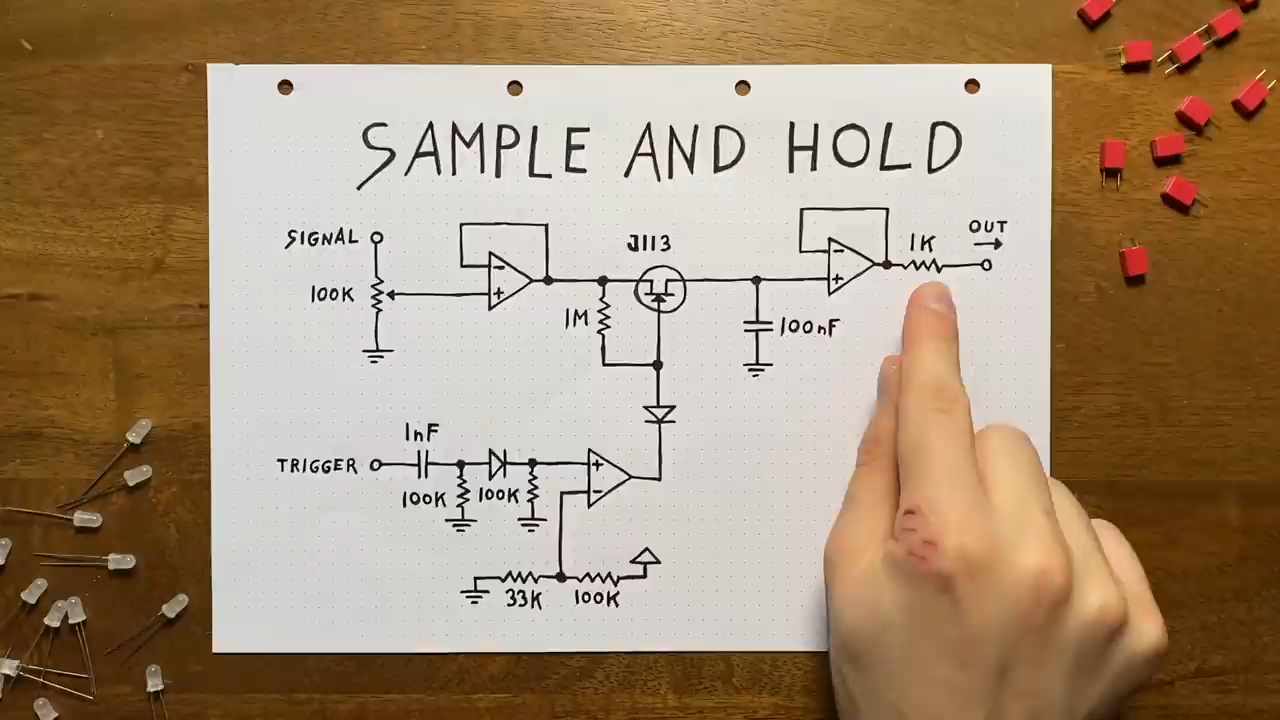 SAMPLE AND HOLD
SIGNAL
100K
- +
J113
1M
100nF
- +
1K
OUT
1nF
TRIGGER
100K
100K
+ -
33K
100K